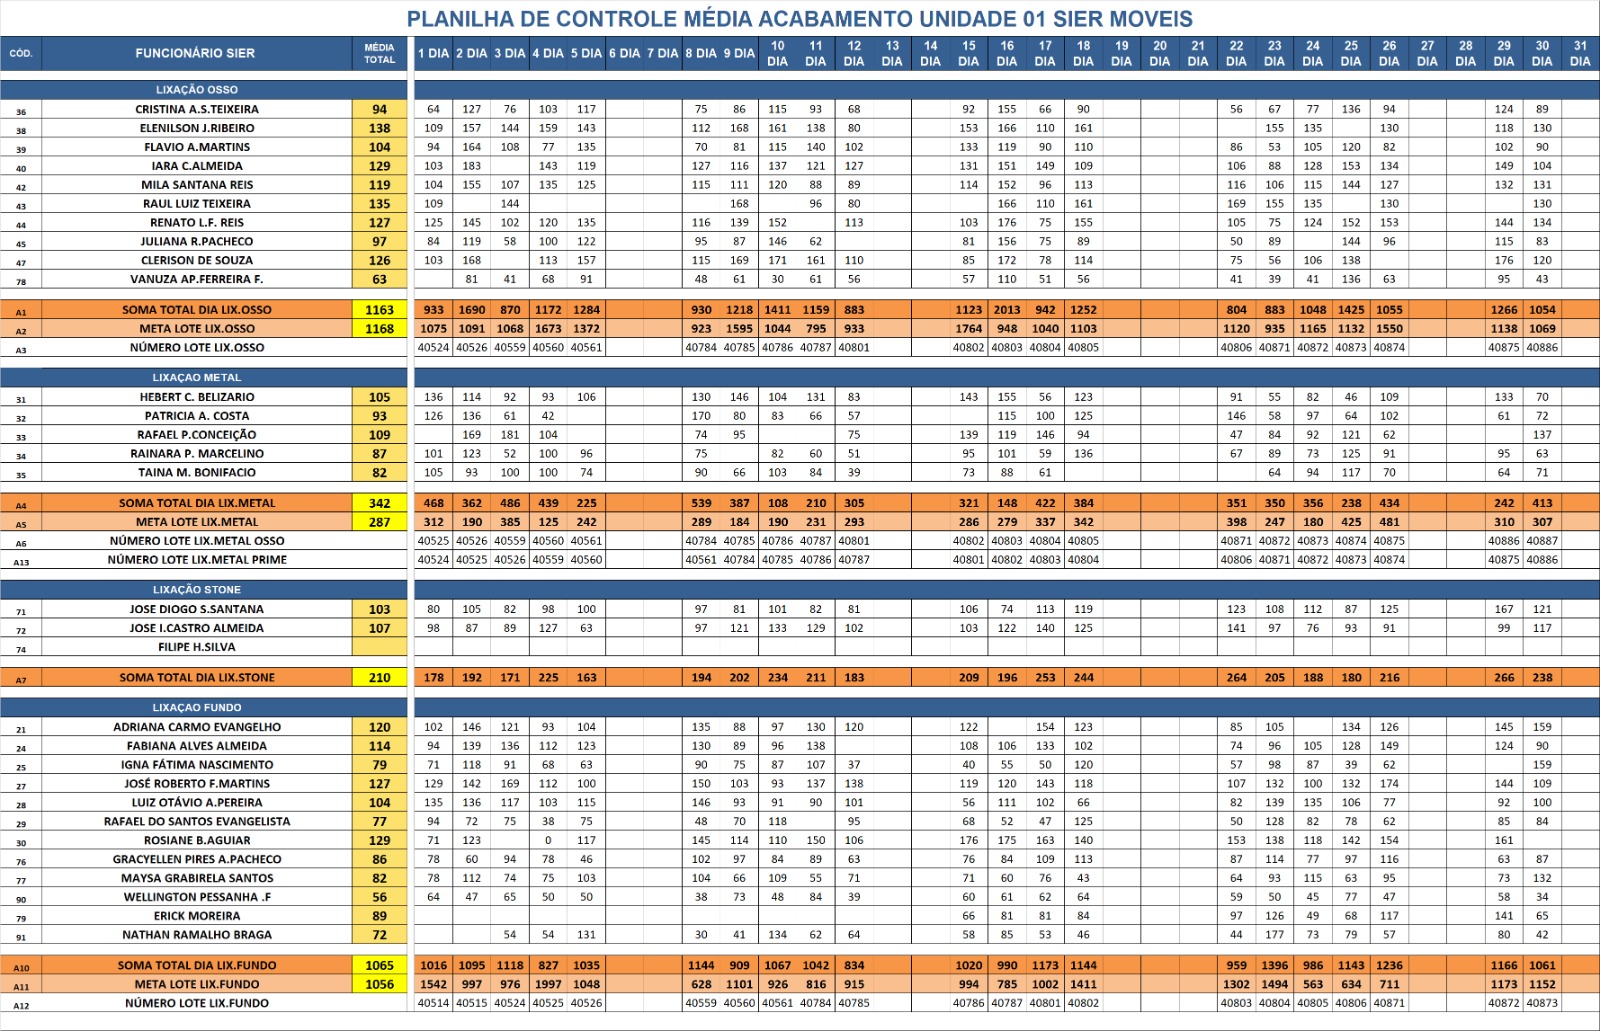 PLANILHA DE CONTROLE MÉDIA ACABAMENTO UNIDADE 01 SIER MOVEIS
CÓD. FUNCIONÁRIO SIER MÉDIA TOTAL 1 DIA 2 DIA 3 DIA 4 DIA 5 DIA 6 DIA 7 DIA 8 DIA 9 DIA 10 DIA 11 DIA 12 DIA 13 DIA 14 DIA 15 DIA 16 DIA 17 DIA 18 DIA 19 DIA 20 DIA 21 DIA 22 DIA 23 DIA 24 DIA 25 DIA 26 DIA 27 DIA 28 DIA 29 DIA 30 DIA 31 DIA
LIXAÇÃO OSSO
36 CRISTINA A.S.TEIXEIRA 94 64 127 76 103 117 75 86 115 93 68 92 155 66 90 56 67 77 136 94 124 89
38 ELENILSON J.RIBEIRO 138 109 157 144 159 143 112 168 161 138 80 153 166 110 161 155 135 130 118 130
39 FLAVIO A.MARTINS 104 94 164 108 77 135 70 81 115 140 102 133 119 90 110 86 53 105 120 82 102 90
40 IARA C.ALMEIDA 129 103 183 143 119 127 116 137 121 127 131 151 149 109 106 88 128 153 134 149 104
42 MILA SANTANA REIS 119 104 155 107 135 125 115 111 120 88 89 114 152 96 113 116 106 115 144 127 132 131
43 RAUL LUIZ TEIXEIRA 135 109 144 168 96 80 166 110 161 169 155 135 130 130
44 RENATO L.F. REIS 127 125 145 102 120 135 116 139 152 113 103 176 75 155 105 75 124 152 153 144 134
45 JULIANA R.PACHECO 97 84 119 58 100 122 95 87 146 62 81 156 75 89 50 89 144 96 115 83
47 CLERISON DE SOUZA 126 103 168 113 157 115 169 171 161 110 85 172 78 114 75 56 106 138 176 120
78 VANUZA AP.FERREIRA F. 63 81 41 68 91 48 61 30 61 56 57 110 51 56 41 39 41 136 63 95 43
A1 SOMA TOTAL DIA LIX.OSSO 1163 933 1690 870 1172 1284 930 1218 1411 1159 883 1123 2013 942 1252 804 883 1048 1425 1055 1266 1054
A2 META LOTE LIX.OSSO 1168 1075 1091 1068 1673 1372 923 1595 1044 795 933 1764 948 1040 1103 1120 935 1165 1132 1550 1138 1069
A3 NÚMERO LOTE LIX.OSSO 40524 40526 40559 40560 40561 40784 40785 40786 40787 40801 40802 40803 40804 40805 40806 40871 40872 40873 40874 40875 40886
LIXAÇAO METAL
31 HEBERT C. BELIZARIO 105 136 114 92 93 106 130 146 104 131 83 143 155 56 123 91 55 82 46 109 133 70
32 PATRICIA A. COSTA 93 126 136 61 42 170 80 83 66 57 115 100 125 146 58 97 64 102 61 72
33 RAFAEL P.CONCEIÇÃO 109 169 181 104 74 95 75 139 119 146 94 47 84 92 121 62 137
34 RAINARA P. MARCELINO 87 101 123 52 100 96 75 82 60 51 95 101 59 136 67 89 73 125 91 95 63
35 TAINA M. BONIFACIO 82 105 93 100 100 74 90 66 103 84 39 73 88 61 64 94 117 70 64 71
A4 SOMA TOTAL DIA LIX.METAL 342 468 362 486 439 225 539 387 108 210 305 321 148 422 384 351 350 356 238 434 242 413
A5 META LOTE LIX.METAL 287 312 190 385 125 242 289 184 190 231 293 286 279 337 342 398 247 180 425 481 310 307
A6 NÚMERO LOTE LIX.METAL OSSO 40525 40526 40559 40560 40561 40784 40785 40786 40787 40801 40802 40803 40804 40805 40871 40872 40873 40874 40875 40886 40887
A13 NÚMERO LOTE LIX.METAL PRIME 40524 40525 40526 40559 40560 40561 40784 40785 40786 40787 40801 40802 40803 40804 40806 40871 40872 40873 40874 40875 40886
LIXAÇÃO STONE
71 JOSE DIOGO S.SANTANA 103 80 105 82 98 100 97 81 101 82 81 106 74 113 119 123 108 112 87 125 167 121
72 JOSE I.CASTRO ALMEIDA 107 98 87 89 127 63 97 121 133 129 102 103 122 140 125 141 97 76 93 91 99 117
74 FILIPE H.SILVA
A7 SOMA TOTAL DIA LIX.STONE 210 178 192 171 225 163 194 202 234 211 183 209 196 253 244 264 205 188 180 216 266 238
LIXAÇAO FUNDO
21 ADRIANA CARMO EVANGELHO 120 102 146 121 93 104 135 88 97 130 120 122 154 123 85 105 134 126 145 159
24 FABIANA ALVES ALMEIDA 114 94 139 136 112 123 130 89 96 138 108 106 133 102 74 96 105 128 149 124 90
25 IGNA FÁTIMA NASCIMENTO 79 71 118 91 68 63 90 75 87 107 37 40 55 50 120 57 98 87 39 62 159
27 JOSÉ ROBERTO F.MARTINS 127 129 142 169 112 100 150 103 93 137 138 119 120 143 118 107 132 100 132 174 144 109
28 LUIZ OTÁVIO A.PEREIRA 104 135 136 117 103 115 146 93 91 90 101 56 111 102 66 82 139 135 106 77 92 100
29 RAFAEL DO SANTOS EVANGELISTA 77 94 72 75 38 75 48 70 118 95 68 52 47 125 50 128 82 78 62 85 84
30 ROSIANE B.AGUIAR 129 71 123 0 117 145 114 110 150 106 176 175 163 140 153 138 118 142 154 161
76 GRACYELLEN PIRES A.PACHECO 86 78 60 94 78 46 102 97 84 89 63 76 84 109 113 87 114 77 97 116 63 87
77 MAYSA GRABIRELA SANTOS 82 78 112 74 75 103 104 66 109 55 71 71 60 76 43 64 93 115 63 95 73 132
90 WELLINGTON PESSANHA .F 56 64 47 65 50 50 38 73 48 84 39 60 61 62 64 59 50 45 77 47 58 34
79 ERICK MOREIRA 89 66 81 81 84 97 126 49 68 117 141 65
91 NATHAN RAMALHO BRAGA 72 54 54 131 30 41 134 62 64 58 85 53 46 44 177 73 79 57 80 42
A10 SOMA TOTAL DIA LIX.FUNDO 1065 1016 1095 1118 827 1035 1144 909 1067 1042 834 1020 990 1173 1144 959 1396 986 1143 1236 1166 1061
A11 META LOTE LIX.FUNDO 1056 1542 997 976 1997 1048 628 1101 926 816 915 994 785 1002 1411 1302 1494 563 634 711 1173 1152
A12 NÚMERO LOTE LIX.FUNDO 40514 40515 40524 40525 40526 40559 40560 40561 40784 40785 40786 40787 40801 40802 40803 40804 40805 40806 40871 40872 40873